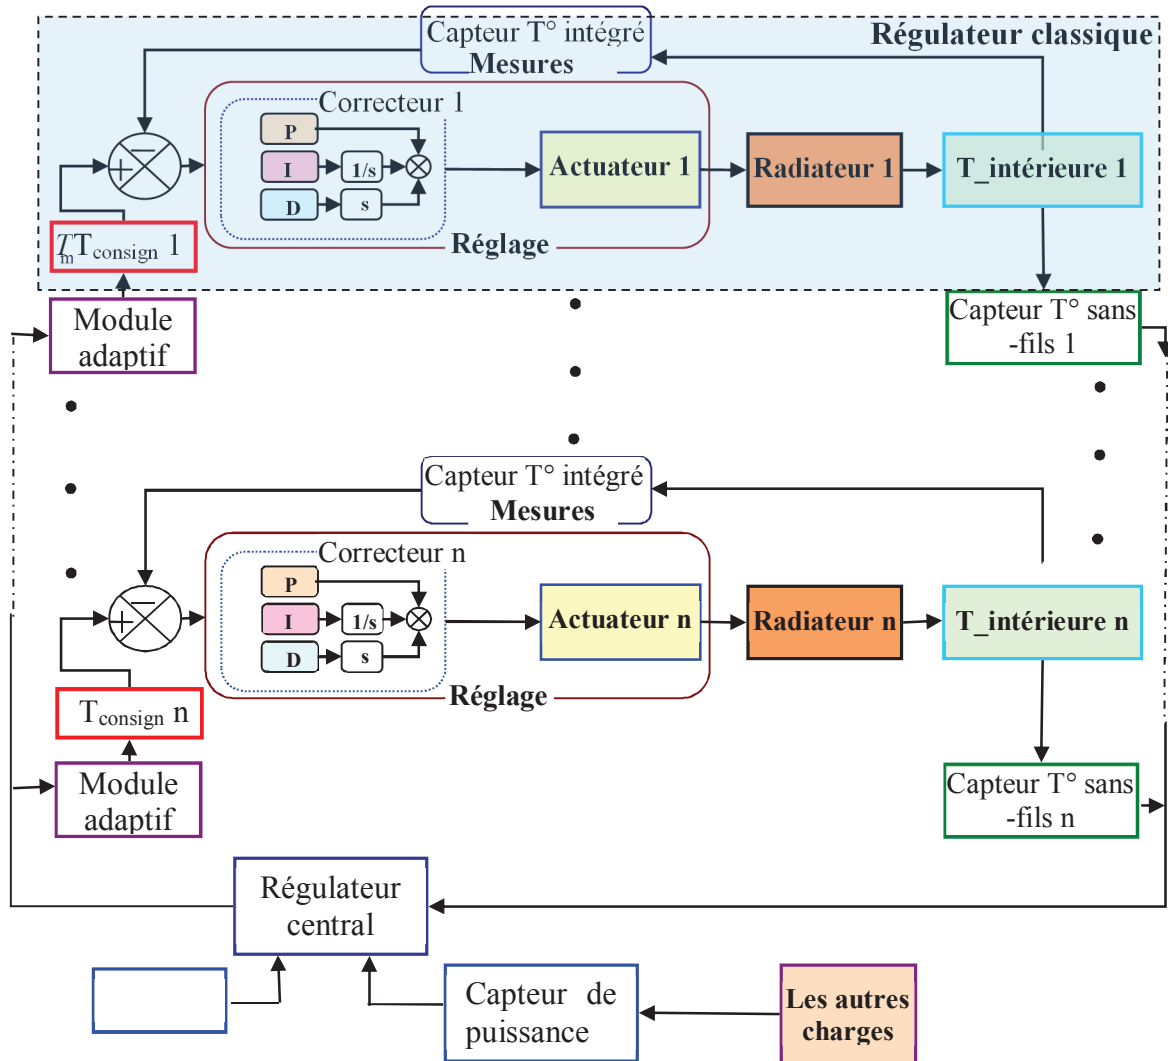 Capteur T° intégré
Mesures
Régulateur classique
Correcteur 1
P
I
1/s
D
s
Actuateur 1
Radiateur 1
T_intérieure 1
Réglage
+
−
Tconsign 1
Module
adaptif
Capteur T° sans
-fils 1
Capteur T° intégré
Mesures
Correcteur n
P
I
1/s
D
s
Actuateur n
Radiateur n
T_intérieure n
Réglage
+
−
Tconsign n
Module
adaptif
Capteur T° sans
-fils n
Régulateur
central
Capteur de
puissance
Les autres
charges